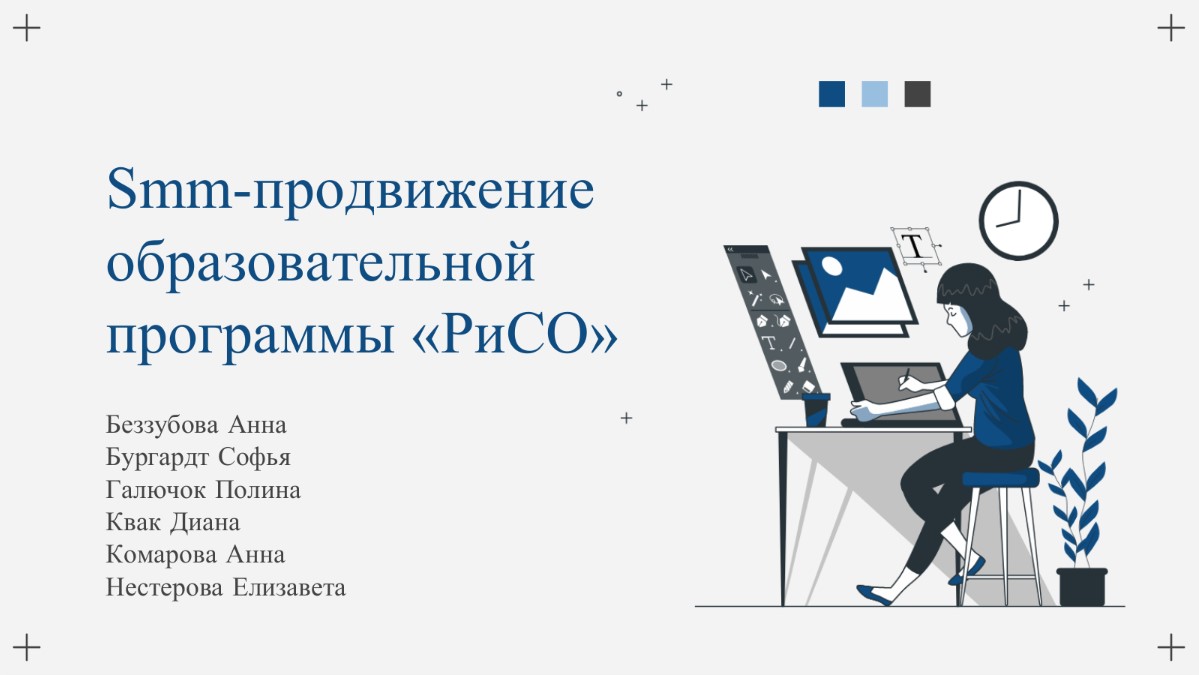 Smm-продвижение
образовательной
программы «РиСО»
Беззубова Анна
Бургардт Софья
Галючок Полина
Квак Диана
Комарова Анна
Нестерова Елизавета
T
T